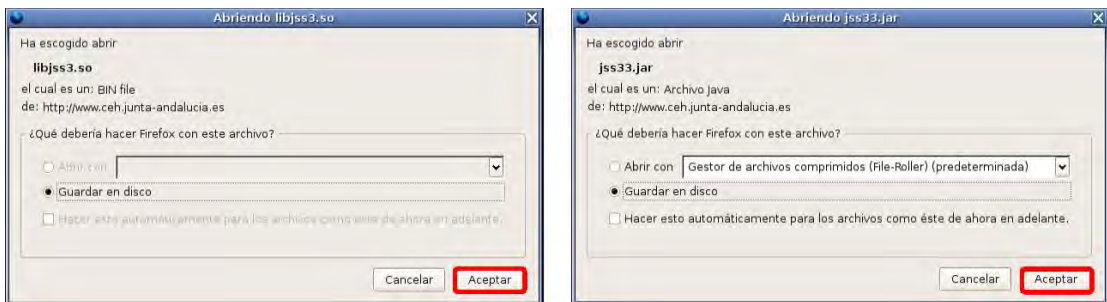 Abriendo libjss3.so
Ha escogido abrir
libjss3.so
el cual es un: BIN file
de: http://www.ceh.junta-andalucia.es
¿Qué debería hacer Firefox con este archivo?
Abrir con
Guardar en disco
Hacer esto automáticamente para los archivos como éste de ahora en adelante.
Cancelar
Aceptar
Abriendo jss33.jar
Ha escogido abrir
jss33.jar
el cual es un: Archivo Java
de: http://www.ceh.junta-andalucia.es
¿Qué debería hacer Firefox con este archivo?
Abrir con Gestor de archivos comprimidos (File-Roller) (predeterminada)
Guardar en disco
Hacer esto automáticamente para los archivos como éste de ahora en adelante.
Cancelar
Aceptar